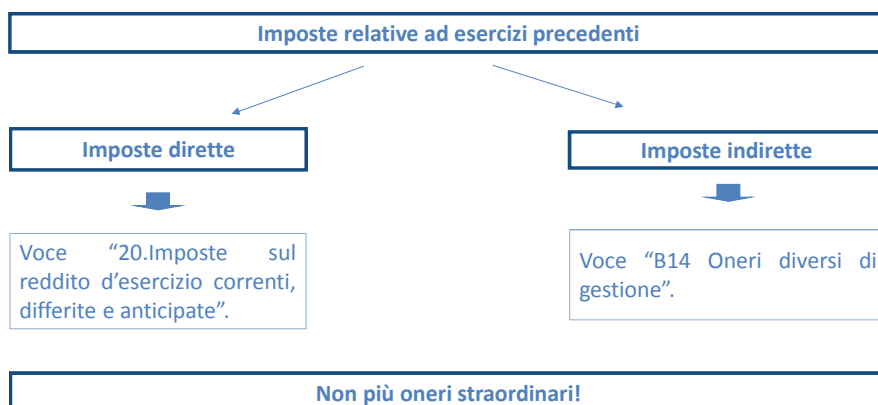 Imposte relative ad esercizi precedenti
Imposte dirette
Imposte indirette
Voce “20.Imposte sul
reddito d’esercizio correnti,
differite e anticipate”.
Voce “B14 Oneri diversi di
gestione”.
Non più oneri straordinari!